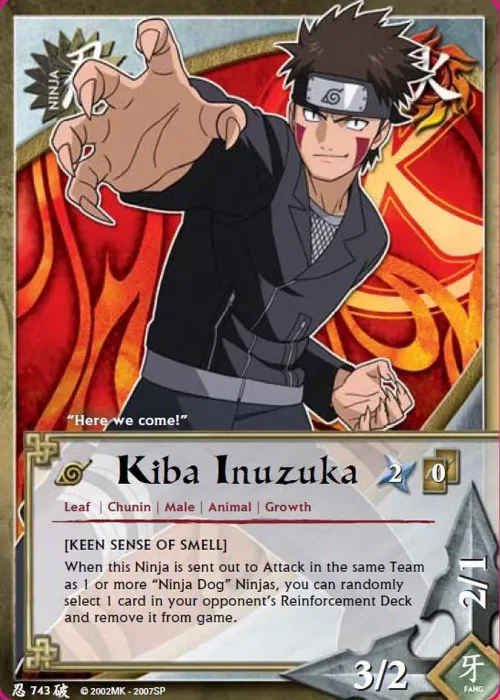 NINJA
忍
火
"Here we come!"
Kiba Inuzuka 2 0
Leaf | Chunin | Male | Animal | Growth
[KEEN SENSE OF SMELL]
When this Ninja is sent out to Attack in the same Team
as 1 or more “Ninja Dog” Ninjas, you can randomly
select 1 card in your opponent's Reinforcement Deck
and remove it from game.
2/1
3/2
牙
FANG
忍 743 破 © 2002MK - 2007SP